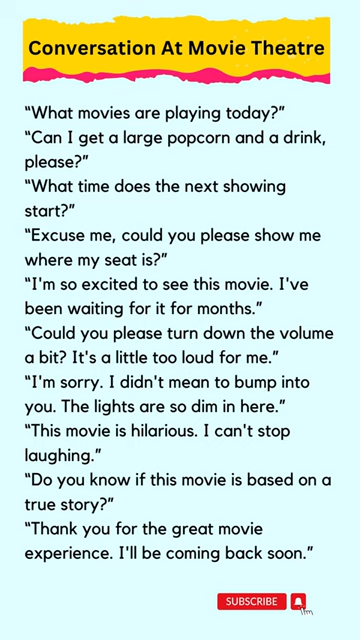 Conversation At Movie Theatre
“What movies are playing today?”
“Can I get a large popcorn and a drink,
please?”
“What time does the next showing
start?”
“Excuse me, could you please show me
where my seat is?”
“I'm so excited to see this movie. I've
been waiting for it for months.”
“Could you please turn down the volume
a bit? It's a little too loud for me.”
“I'm sorry. I didn't mean to bump into
you. The lights are so dim in here.”
“This movie is hilarious. I can't stop
laughing.”
“Do you know if this movie is based on a
true story?”
“Thank you for the great movie
experience. I'll be coming back soon.”
SUBSCRIBE